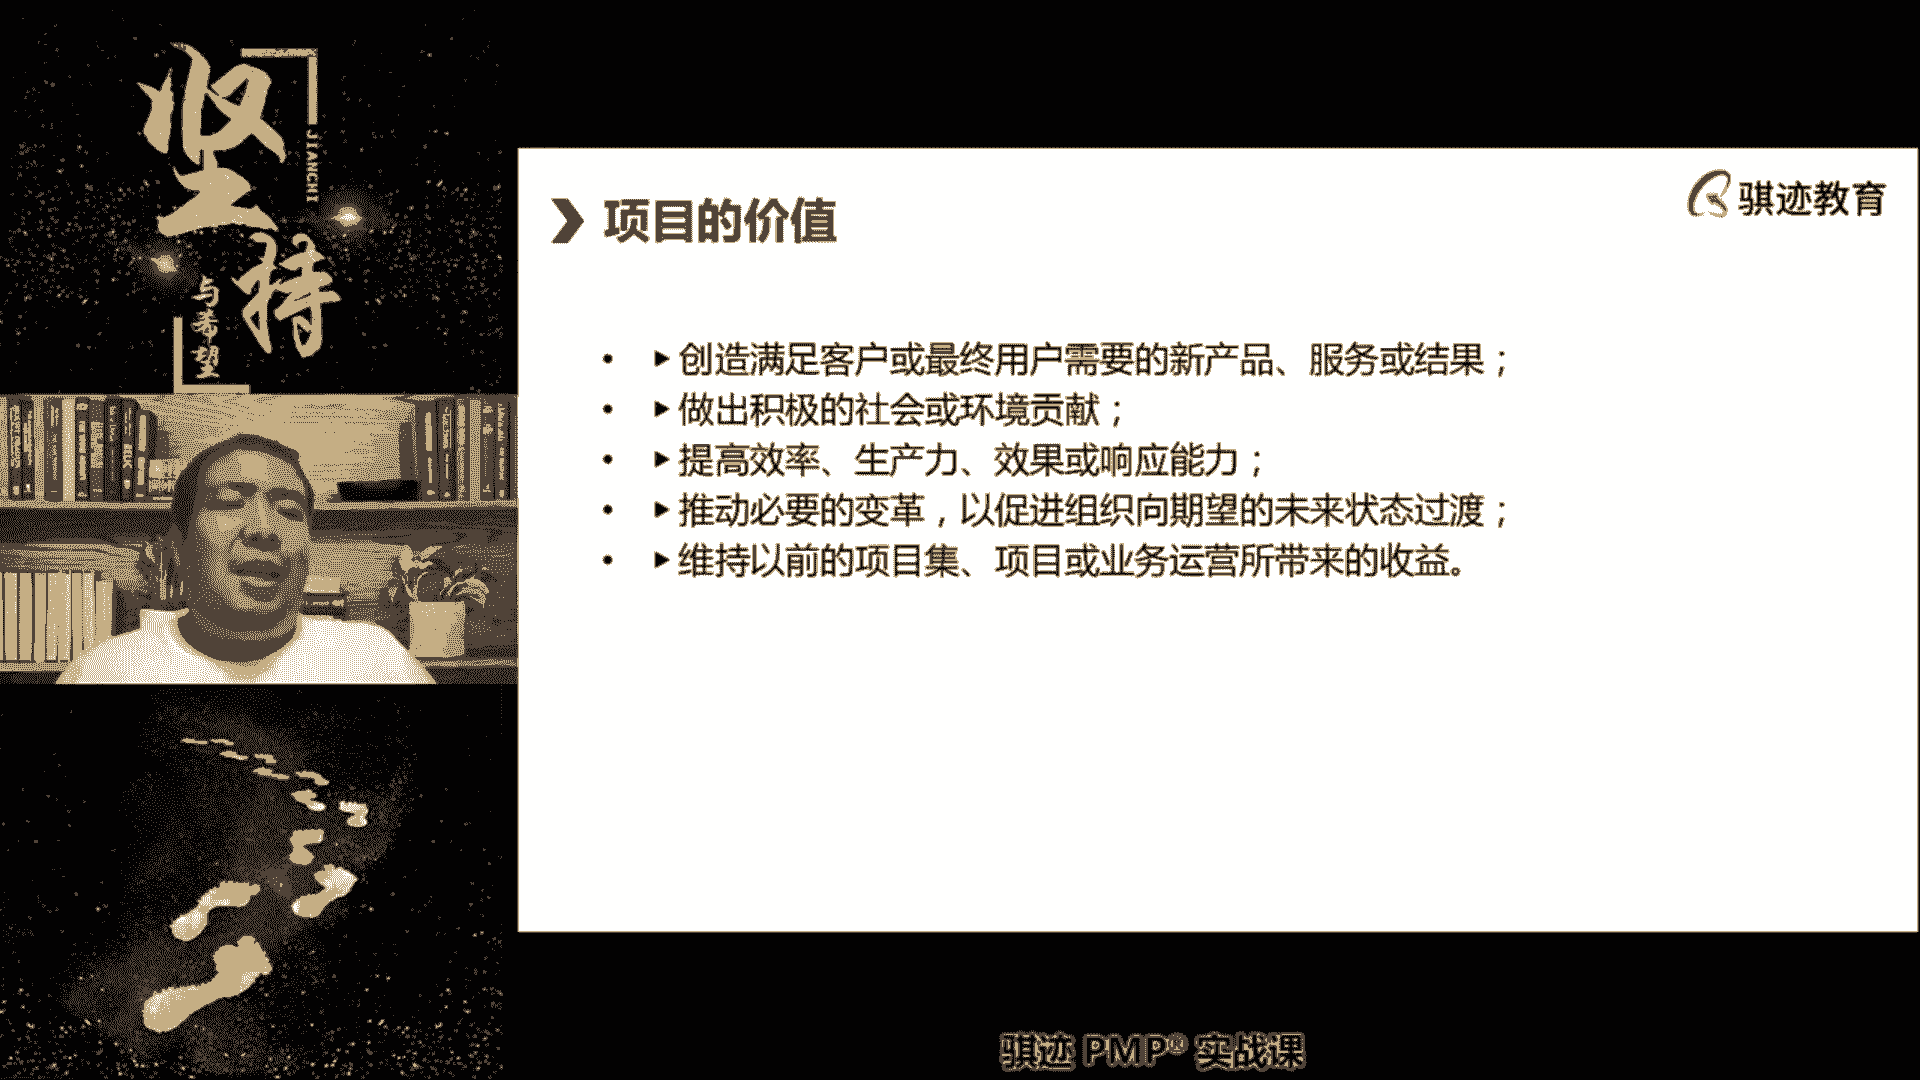 坚持
JIANCHI
与希望
项目的价值
骐迹教育
• ▶创造满足客户或最终用户需要的新产品、服务或结果；
• ▶做出积极的社会或环境贡献；
• ▶提高效率、生产力、效果或响应能力；
• ▶推动必要的变革，以促进组织向期望的未来状态过渡；
• ▶维持以前的项目集、项目或业务运营所带来的收益。
骐迹 PMP® 实战课